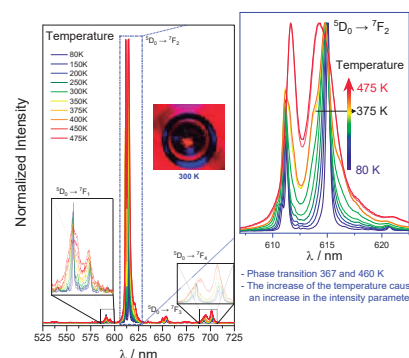 Temperature
80K
150K
200K
250K
300K
350K
375K
400K
450K
475K
⁵D₀ → ⁷F₂
300 K
⁵D₀ → ⁷F₁
⁵D₀ → ⁷F₄
⁵D₀ → ⁷F₃
Normalized Intensity
525 550 575 600 625 650 675 700 725
λ / nm
⁵D₀ → ⁷F₂
Temperature
475 K
375 K
80 K
610 615 620
λ / nm
- Phase transition 367 and 460 K
- The increase of the temperature caus
an increase in the intensity paramete